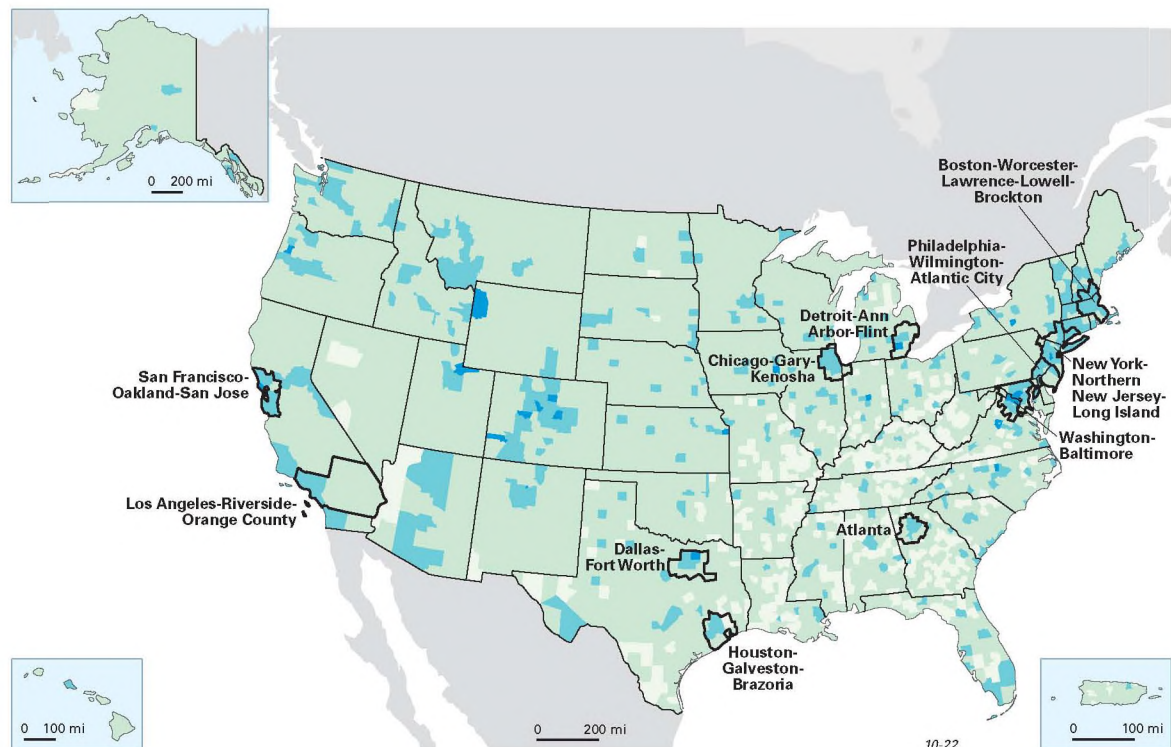 0 200 mi
Boston-Worcester-
Lawrence-Lowell-
Brockton
Philadelphia-
Wilmington-
Atlantic City
Detroit-Ann
Arbor-Flint
Chicago-Gary-
Kenosha
San Francisco-
Oakland-San Jose
New York-
Northern
New Jersey-
Long Island
Washington-
Baltimore
Los Angeles-Riverside-
Orange County
Atlanta
Dallas-
Fort Worth
Houston-
Galveston-
Brazoria
0 100 mi
0 200 mi
0 100 mi
10-22